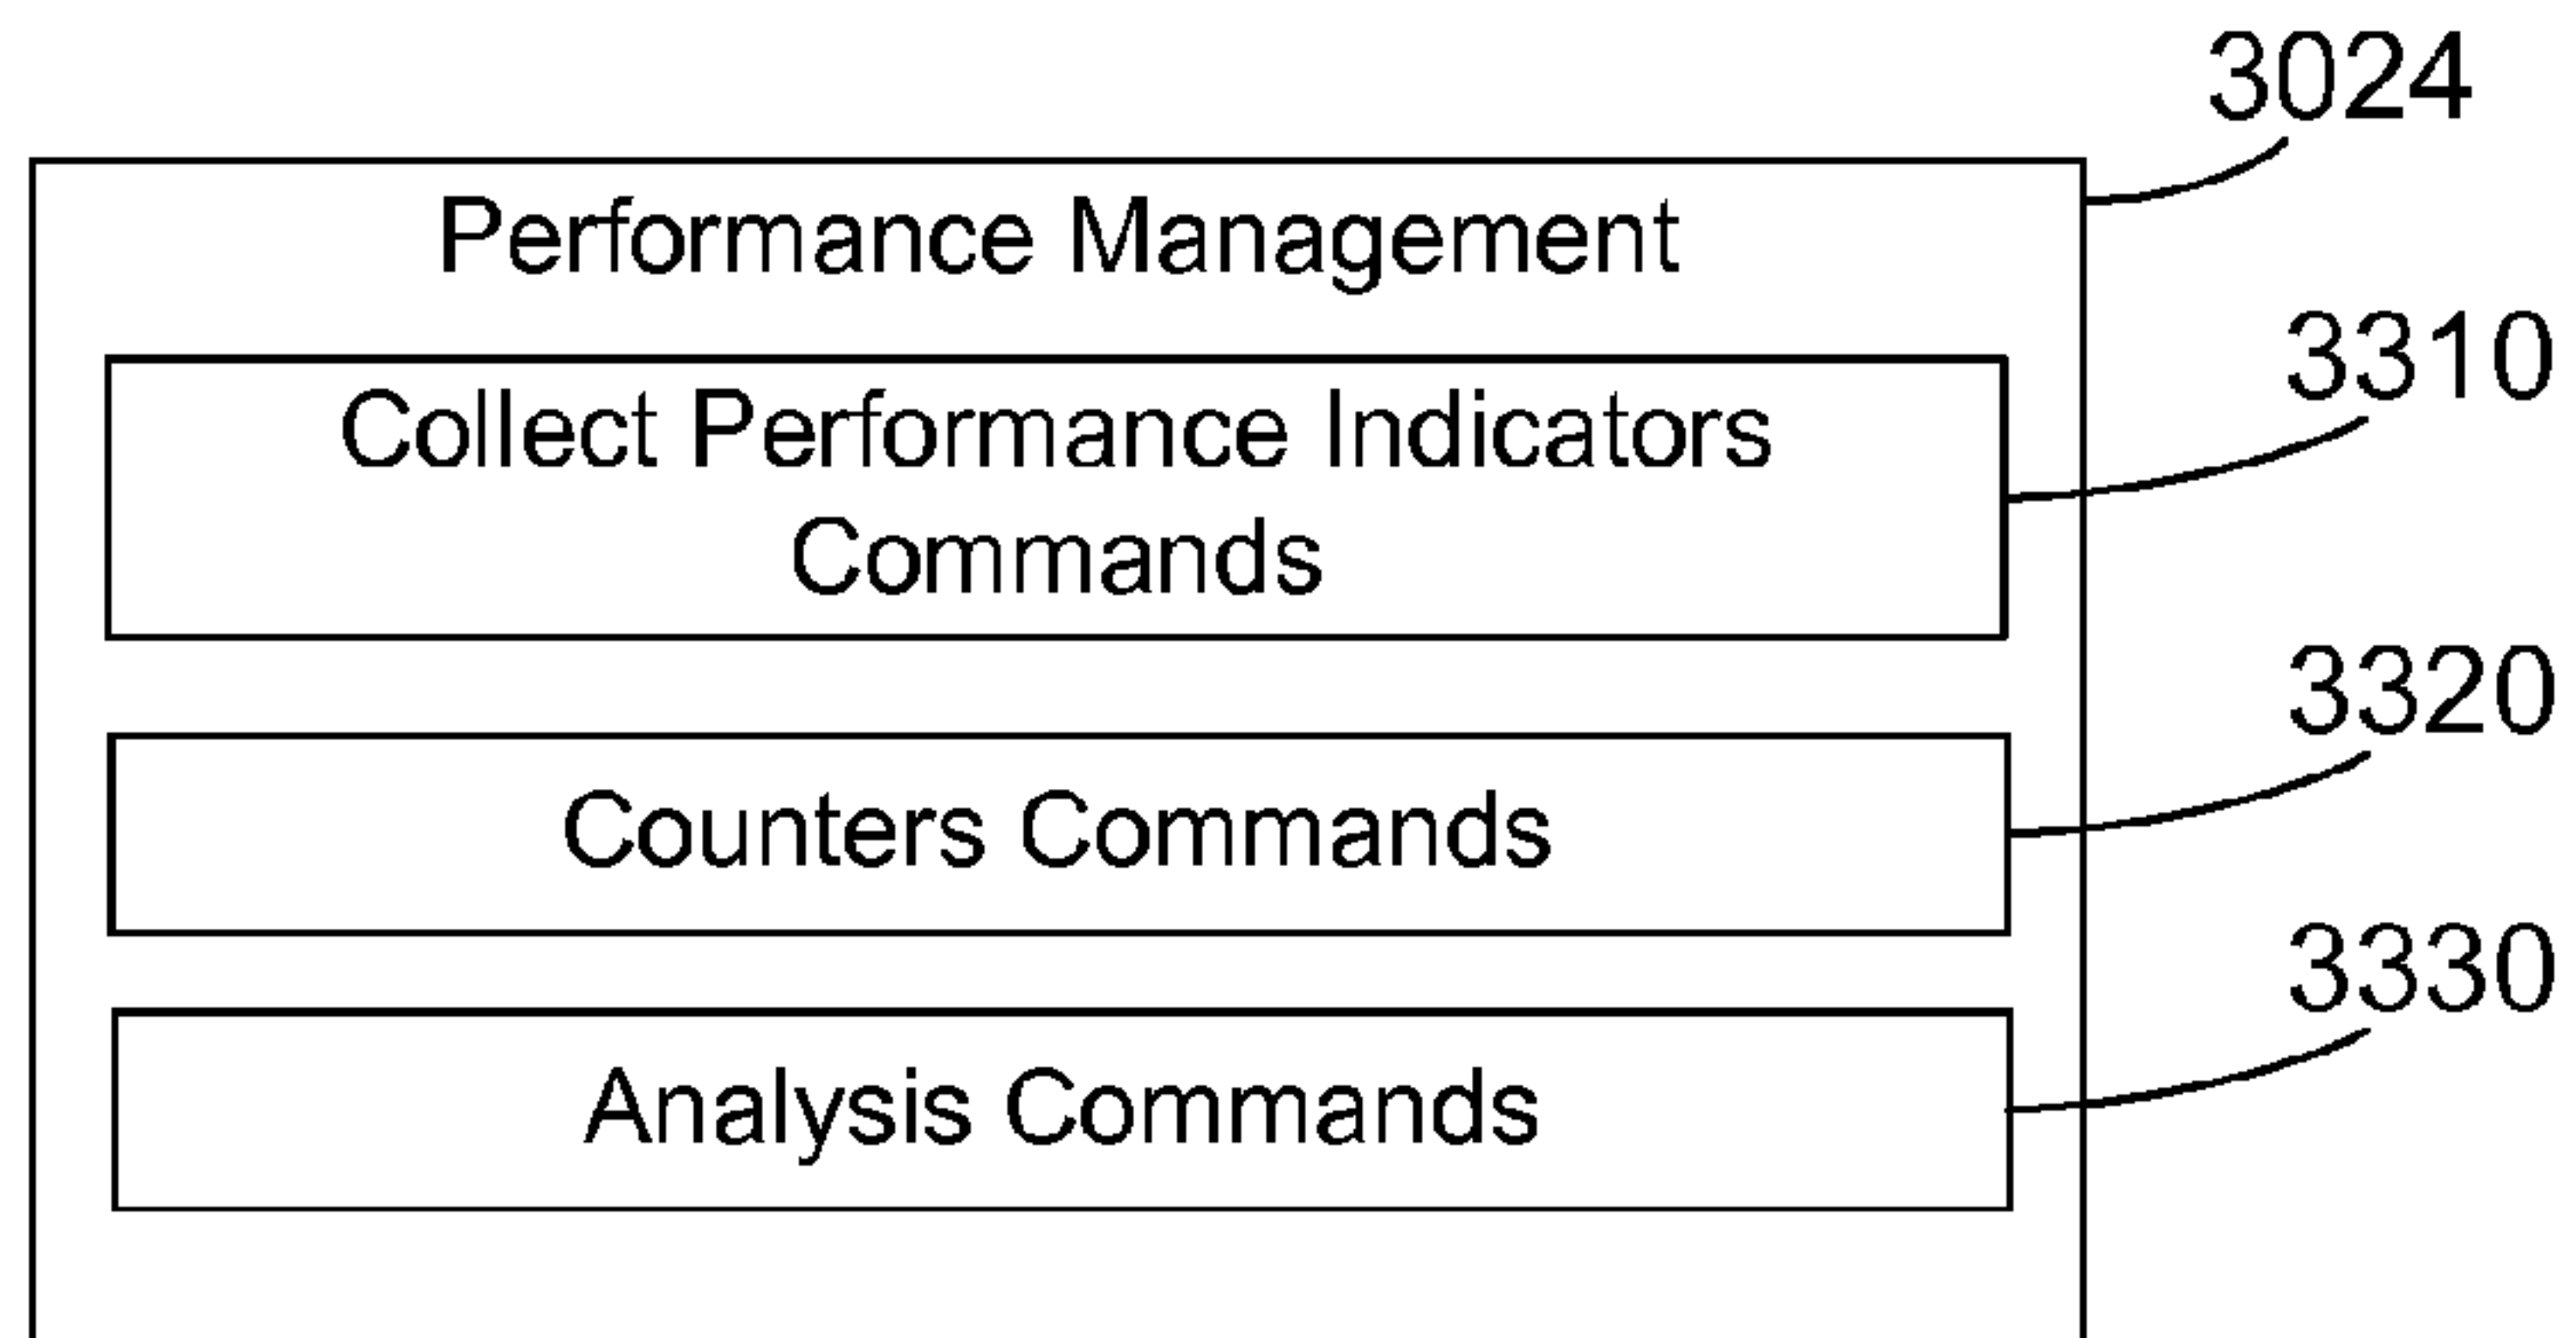 3024
Performance Management
3310
Collect Performance Indicators
Commands
3320
Counters Commands
3330
Analysis Commands